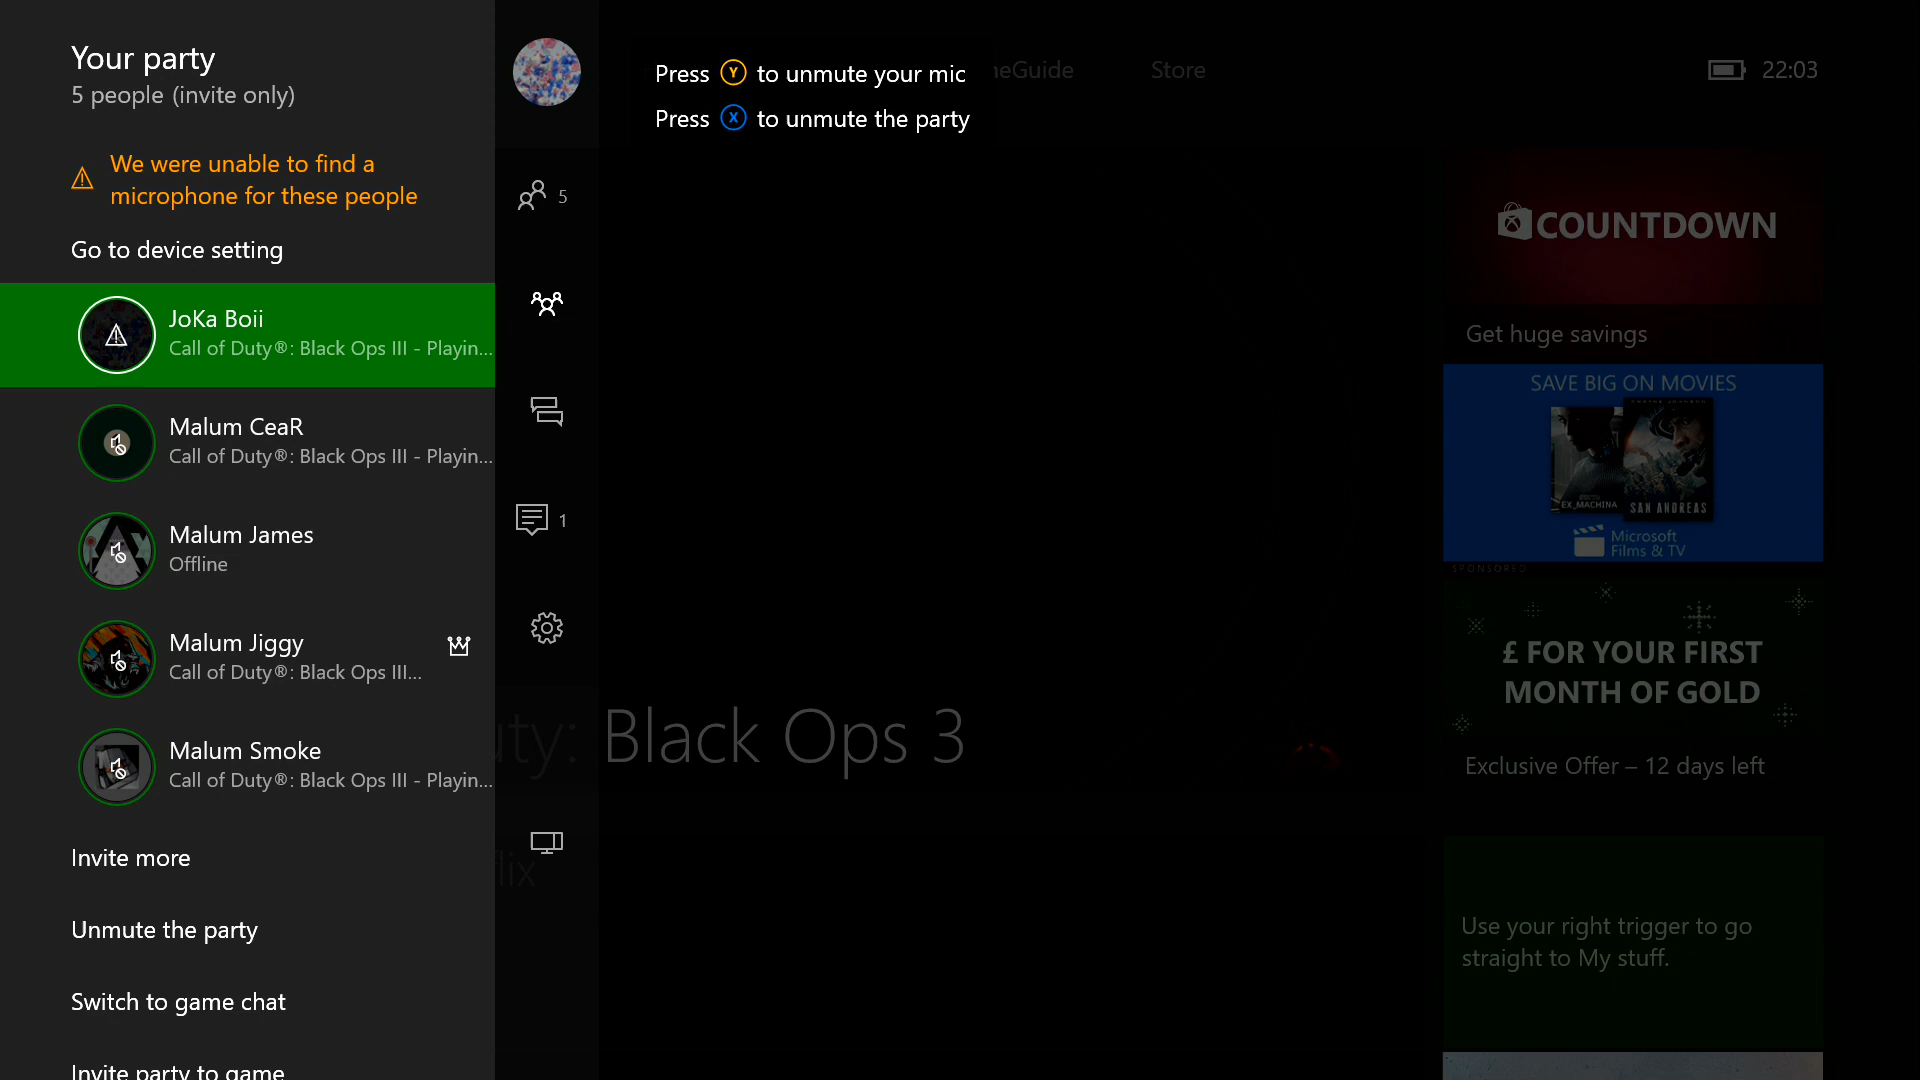 Your party
5 people (invite only)
We were unable to find a
microphone for these people
Go to device setting
JoKa Boii
Call of Duty®: Black Ops III - Playin...
Malum CeaR
Call of Duty®: Black Ops III - Playin...
Malum James
Offline
Malum Jiggy
Call of Duty®: Black Ops III...
Malum Smoke
Call of Duty®: Black Ops III - Playin...
Invite more
Unmute the party
Switch to game chat
Invite party to game
5
1
Press Y to unmute your mic
Press X to unmute the party
neGuide
Store
22:03
uty: Black Ops 3
flix
COUNTDOWN
Get huge savings
SAVE BIG ON MOVIES
EX_MACHINA
SAN ANDREAS
Microsoft
Films & TV
SPONSORED
£ FOR YOUR FIRST
MONTH OF GOLD
Exclusive Offer – 12 days left
Use your right trigger to go
straight to My stuff.